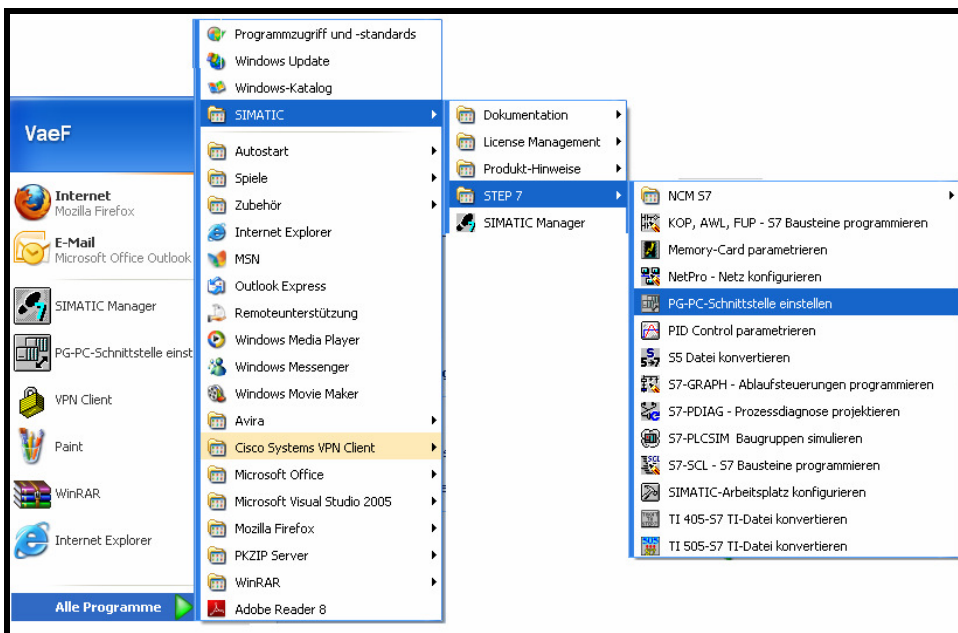 VaeF
Internet
Mozilla Firefox
E-Mail
Microsoft Office Outlook
SIMATIC Manager
PG-PC-Schnittstelle einst
VPN Client
Paint
WinRAR
Internet Explorer
Alle Programme
Programmzugriff und -standards
Windows Update
Windows-Katalog
SIMATIC
Autostart
Spiele
Zubehör
Internet Explorer
MSN
Outlook Express
Remoteunterstützung
Windows Media Player
Windows Messenger
Windows Movie Maker
Avira
Cisco Systems VPN Client
Microsoft Office
Microsoft Visual Studio 2005
Mozilla Firefox
PKZIP Server
WinRAR
Adobe Reader 8
Dokumentation
License Management
Produkt-Hinweise
STEP 7
SIMATIC Manager
NCM S7
KOP, AWL, FUP - S7 Bausteine programmieren
Memory-Card parametrieren
NetPro - Netz konfigurieren
PG-PC-Schnittstelle einstellen
PID Control parametrieren
S5 Datei konvertieren
S7-GRAPH - Ablaufsteuerungen programmieren
S7-PDIAG - Prozessdiagnose projektieren
S7-PLCSIM Baugruppen simulieren
S7-SCL - S7 Bausteine programmieren
SIMATIC-Arbeitsplatz konfigurieren
TI 405-S7 TI-Datei konvertieren
TI 505-S7 TI-Datei konvertieren